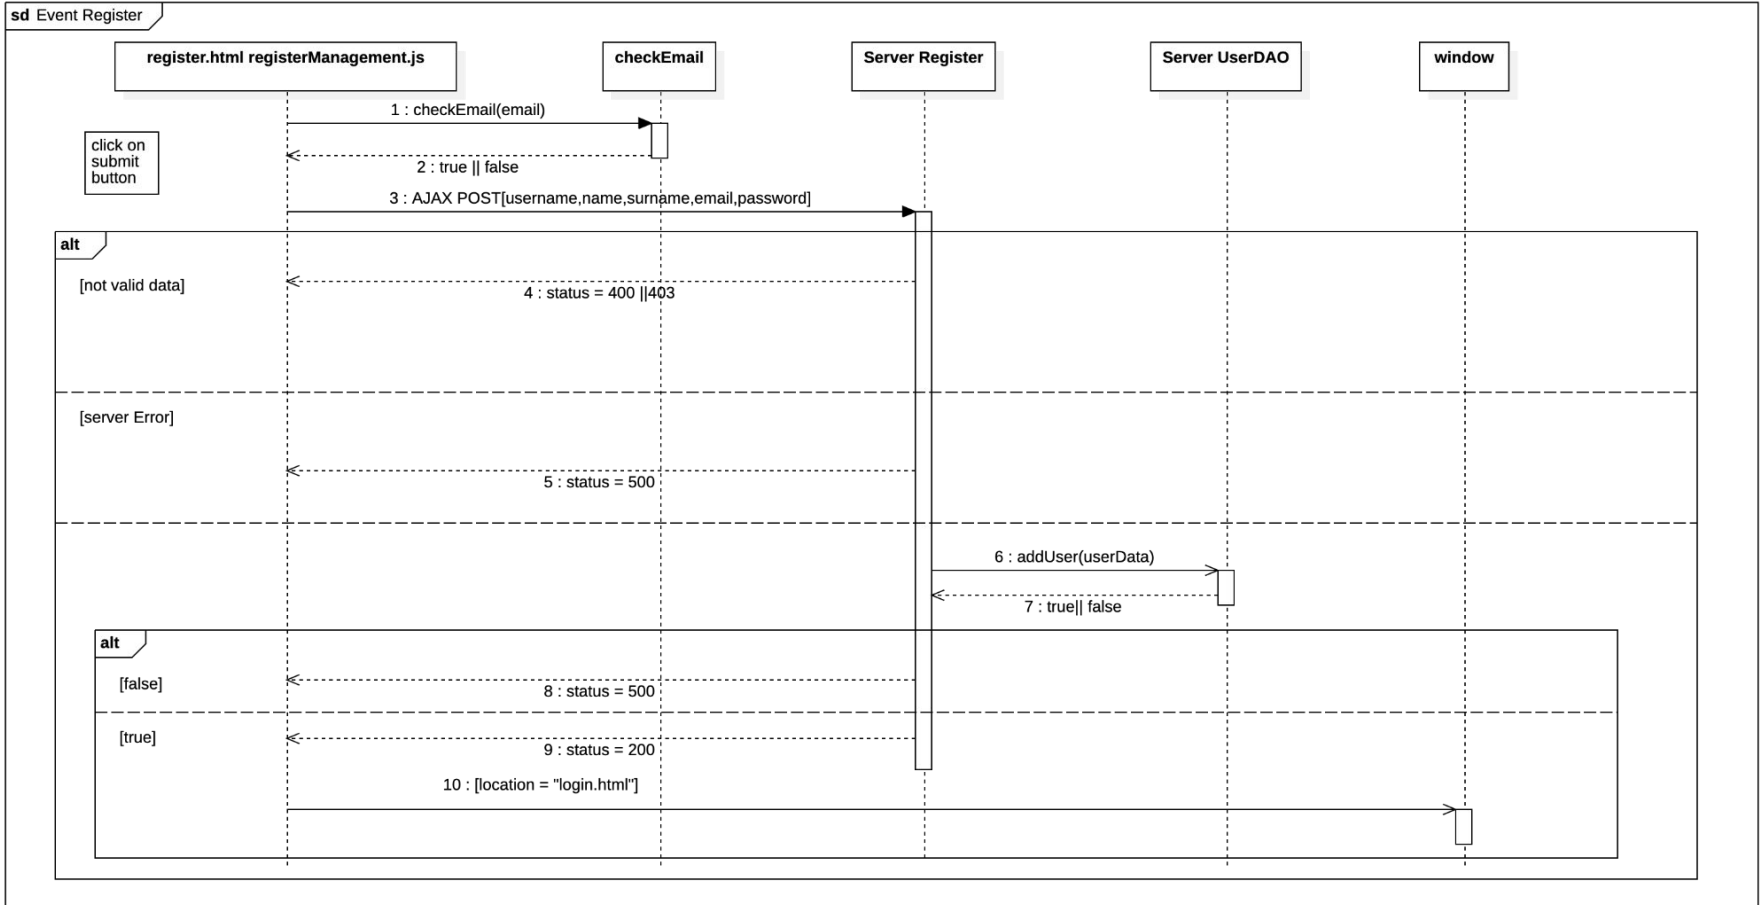 sd Event Register
register.html registerManagement.js
checkEmail
Server Register
Server UserDAO
window
1 : checkEmail(email)
click on
submit
button
2 : true || false
3 : AJAX POST[username,name,surname,email,password]
alt
[not valid data]
4 : status = 400 ||403
[server Error]
5 : status = 500
6 : addUser(userData)
7 : true|| false
alt
[false]
8 : status = 500
[true]
9 : status = 200
10 : [location = "login.html"]